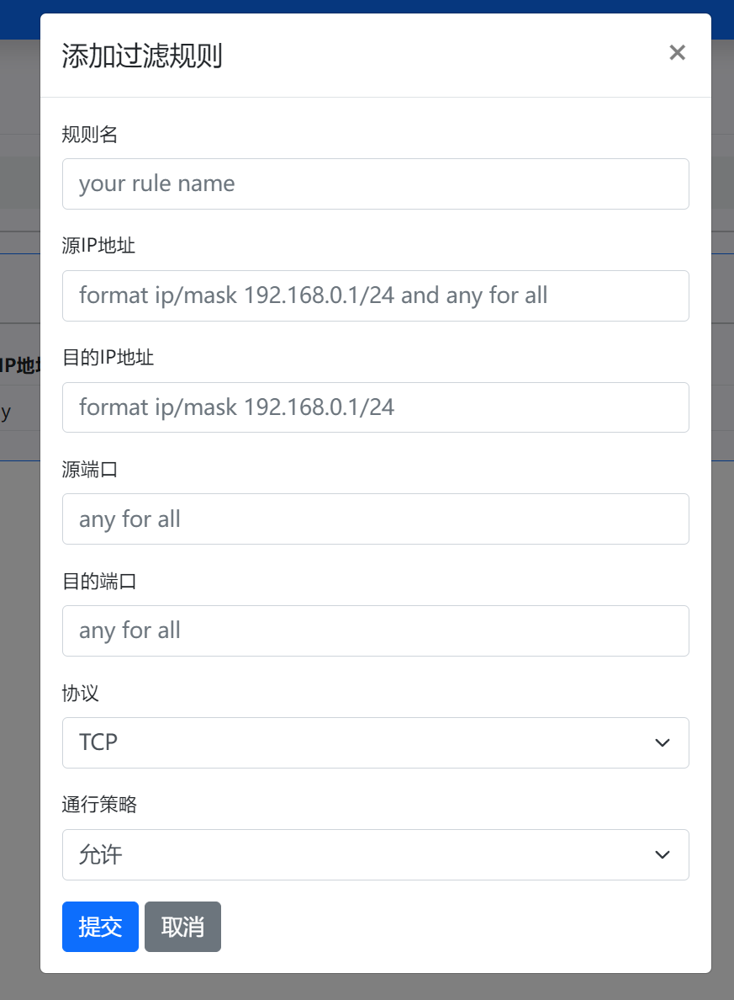 添加过滤规则
×
规则名
your rule name
源IP地址
format ip/mask 192.168.0.1/24 and any for all
目的IP地址
IP地
format ip/mask 192.168.0.1/24
y
源端口
any for all
目的端口
any for all
协议
TCP
通行策略
允许
提交 取消